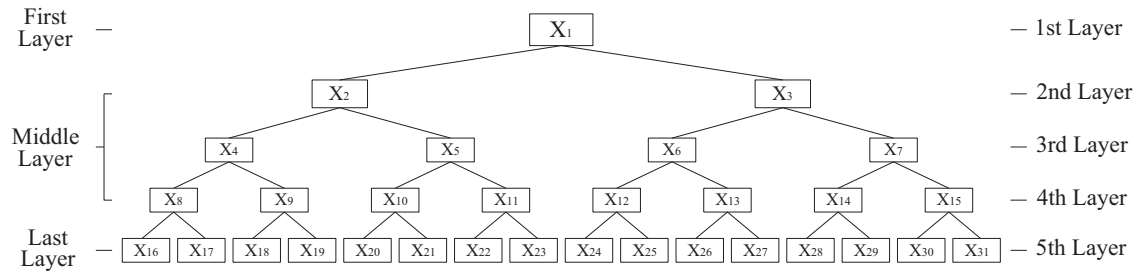 First
Layer
X1
1st Layer
X2
X3
2nd Layer
Middle
Layer
X4
X5
X6
X7
3rd Layer
X8
X9
X10
X11
X12
X13
X14
X15
4th Layer
Last
Layer
X16
X17
X18
X19
X20
X21
X22
X23
X24
X25
X26
X27
X28
X29
X30
X31
5th Layer